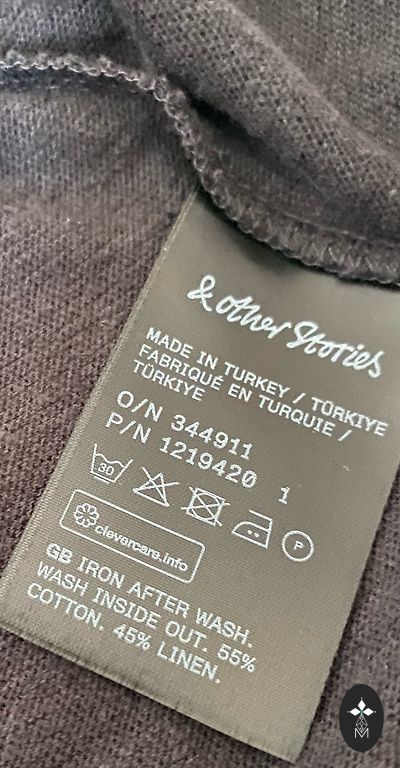 & other Stories
MADE IN TURKEY / TÜRKIYE
FABRIQUÉ EN TURQUIE /
TÜRKIYE
O/N 344911
P/N 1219420 1
30
P
clevercare.info
GB IRON AFTER WASH.
WASH INSIDE OUT. 55%
COTTON. 45% LINEN.
M